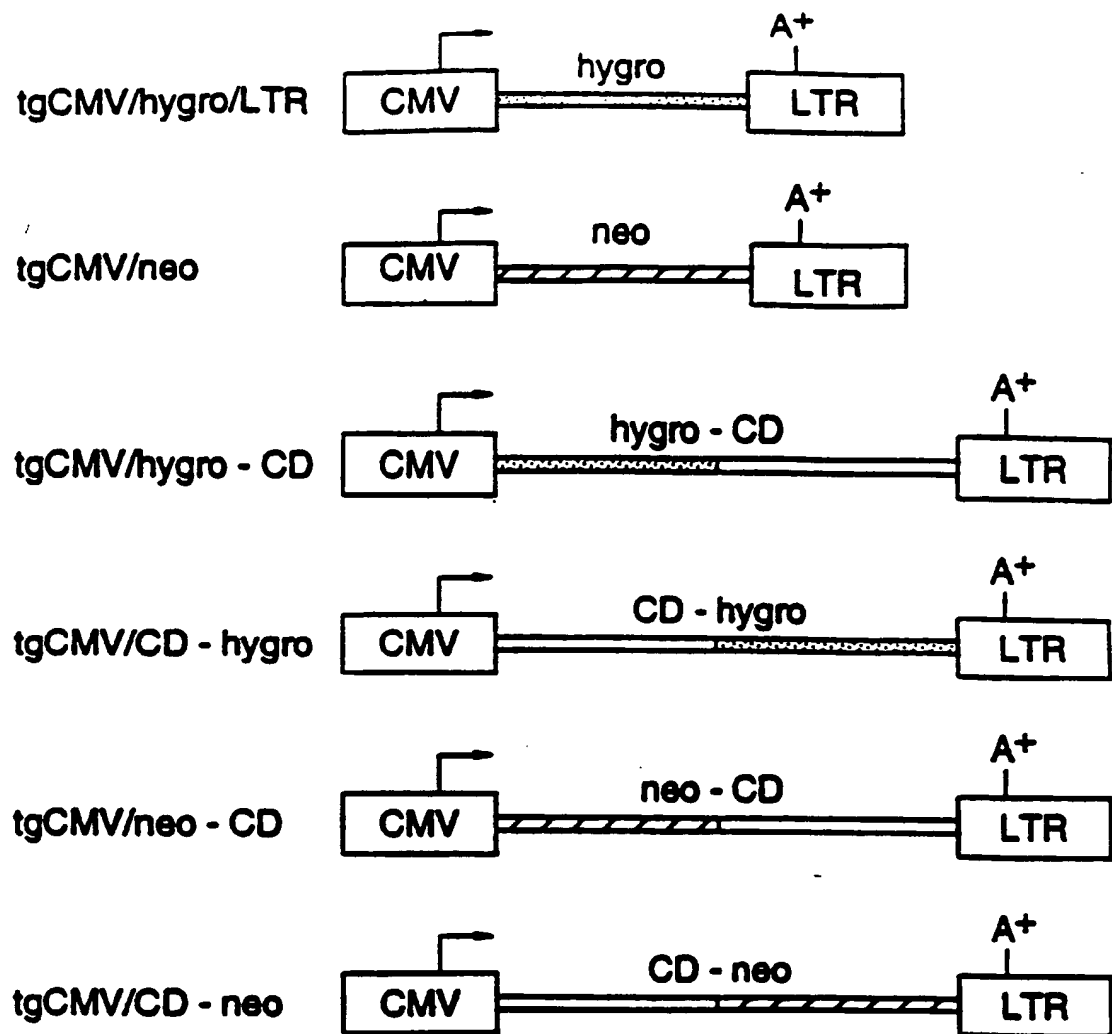 A+
hygro
tgCMV/hygro/LTR CMV LTR
A+
neo
tgCMV/neo CMV LTR
A+
hygro - CD
tgCMV/hygro - CD CMV LTR
A+
CD - hygro
tgCMV/CD - hygro CMV LTR
A+
neo - CD
tgCMV/neo - CD CMV LTR
A+
CD - neo
tgCMV/CD - neo CMV LTR